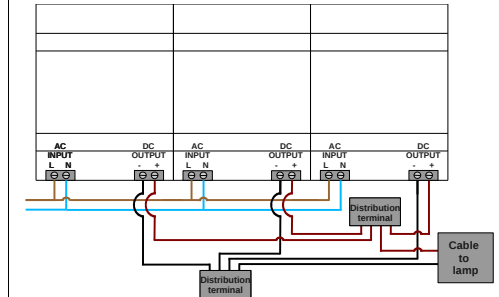 AC
INPUT
L N
DC
OUTPUT
- +
AC
INPUT
L N
DC
OUTPUT
- +
AC
INPUT
L N
DC
OUTPUT
- +
Distribution
terminal
Cable
to
lamp
Distribution
terminal